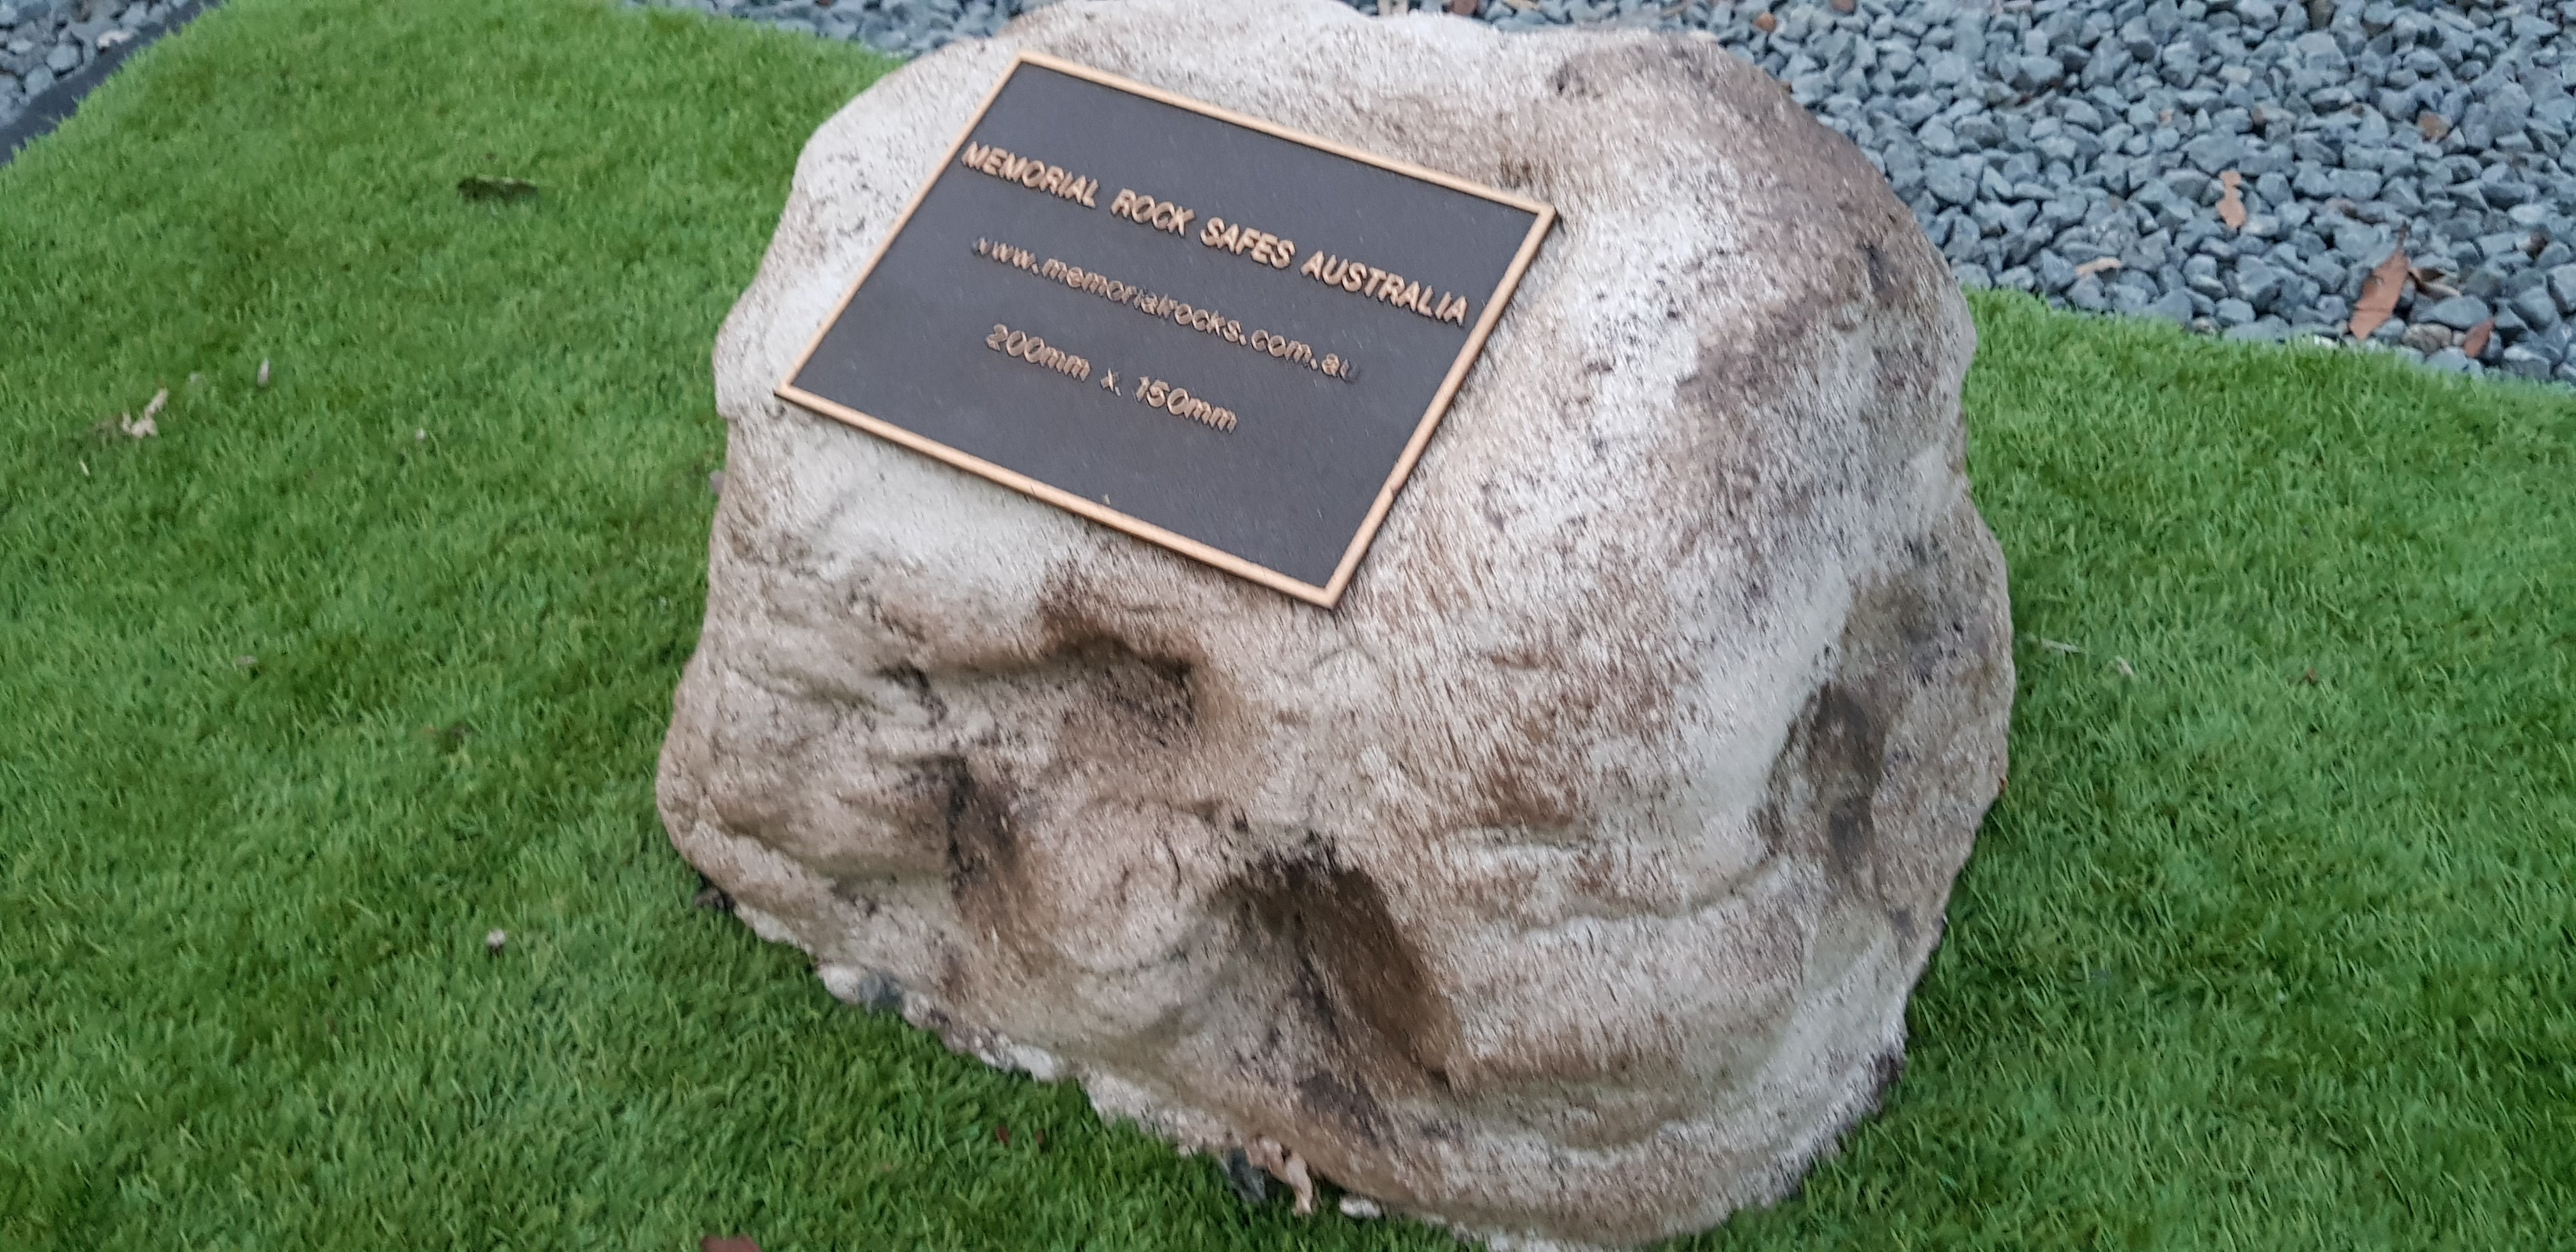 MEMORIAL ROCK SAFES AUSTRALIA
www.memorialrocks.com.au
200mm x 150mm